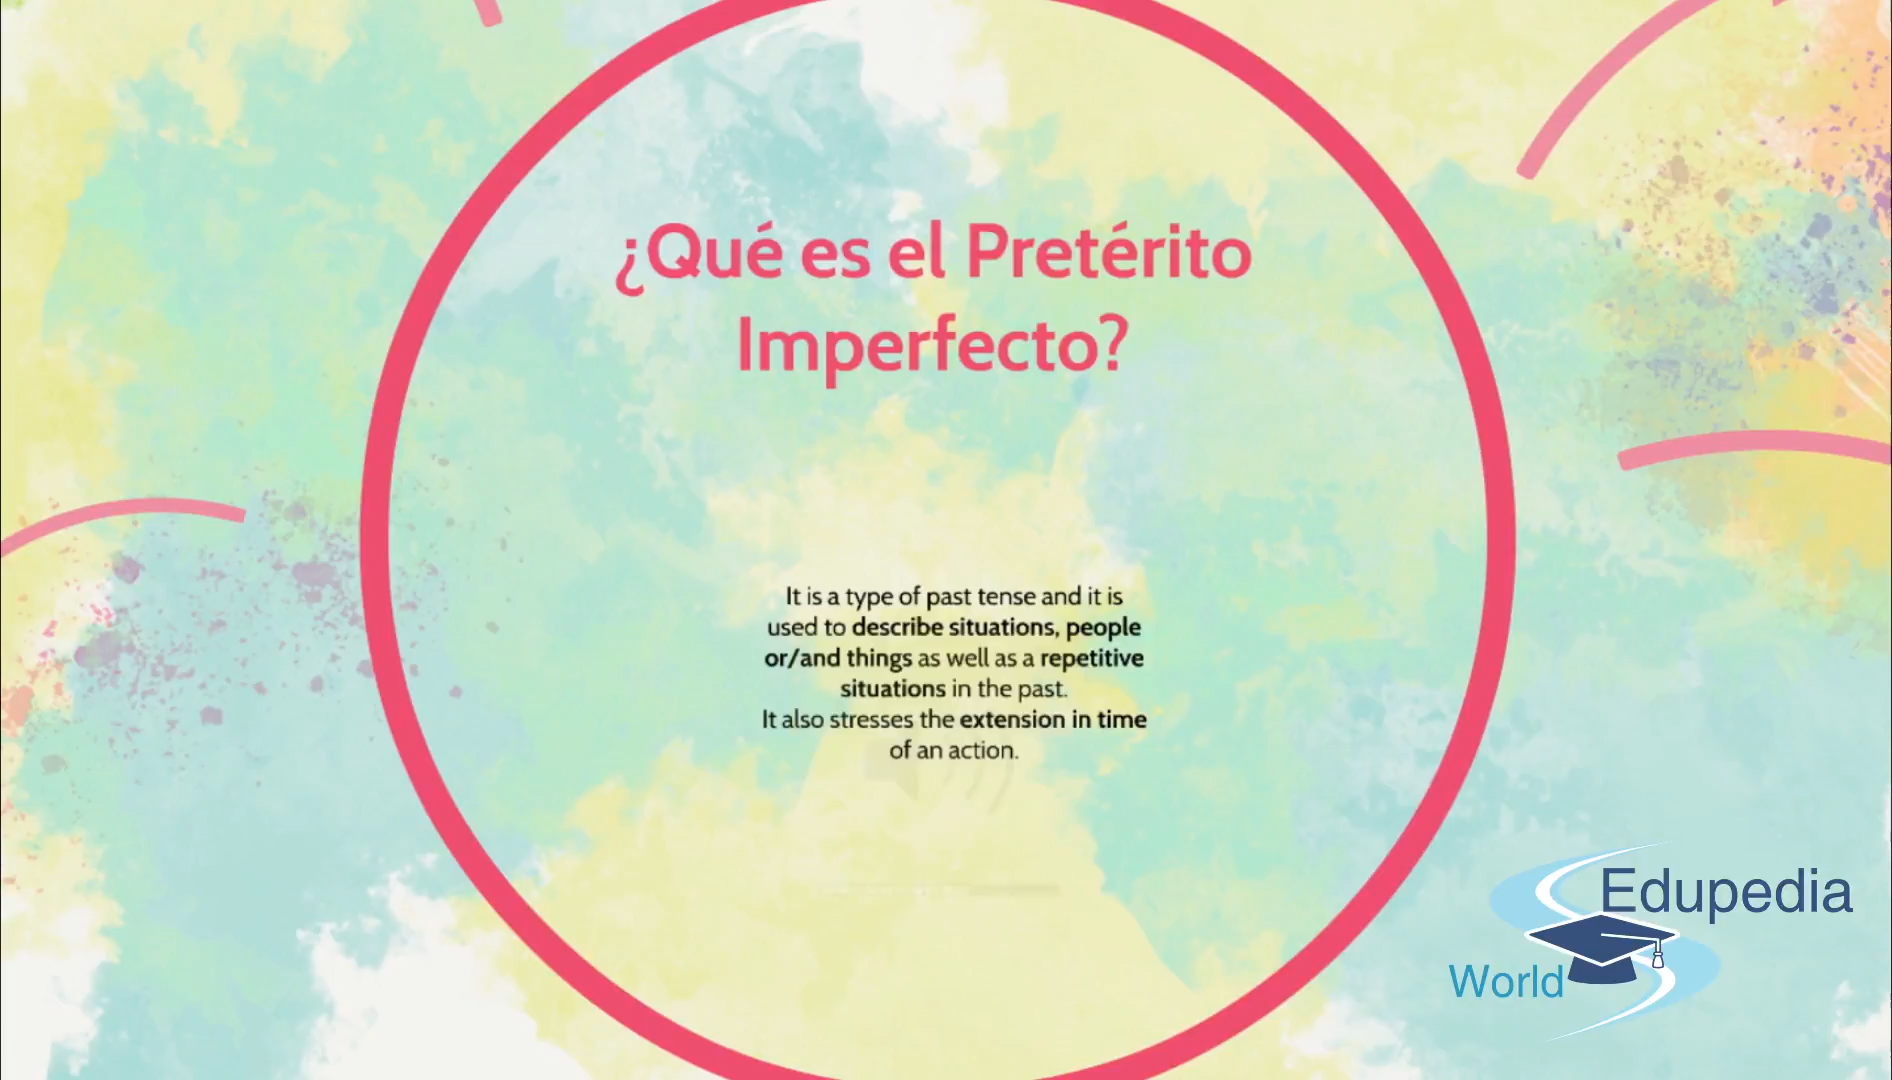 ¿Qué es el Pretérito
Imperfecto?
It is a type of past tense and it is
used to describe situations, people
or/and things as well as a repetitive
situations in the past.
It also stresses the extension in time
of an action.
Edupedia
World